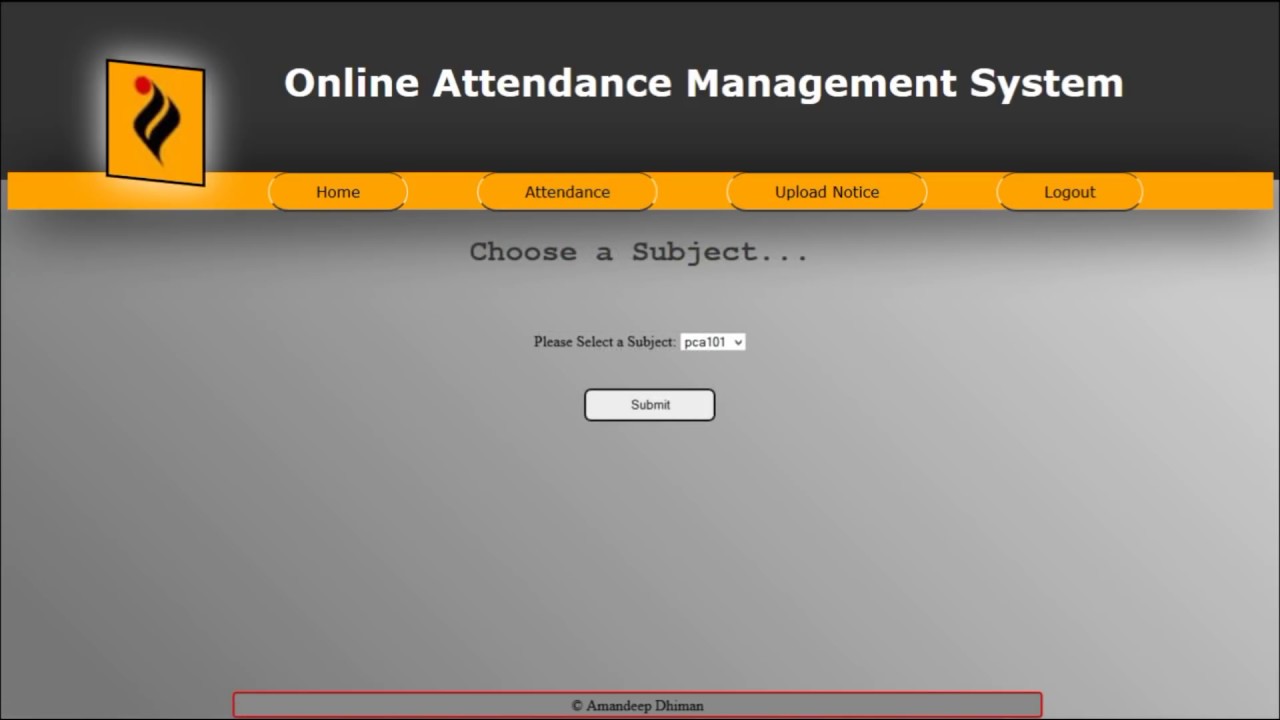 Online Attendance Management System
Home Attendance Upload Notice Logout
Choose a Subject...
Please Select a Subject: pca101
Submit
© Amandeep Dhiman